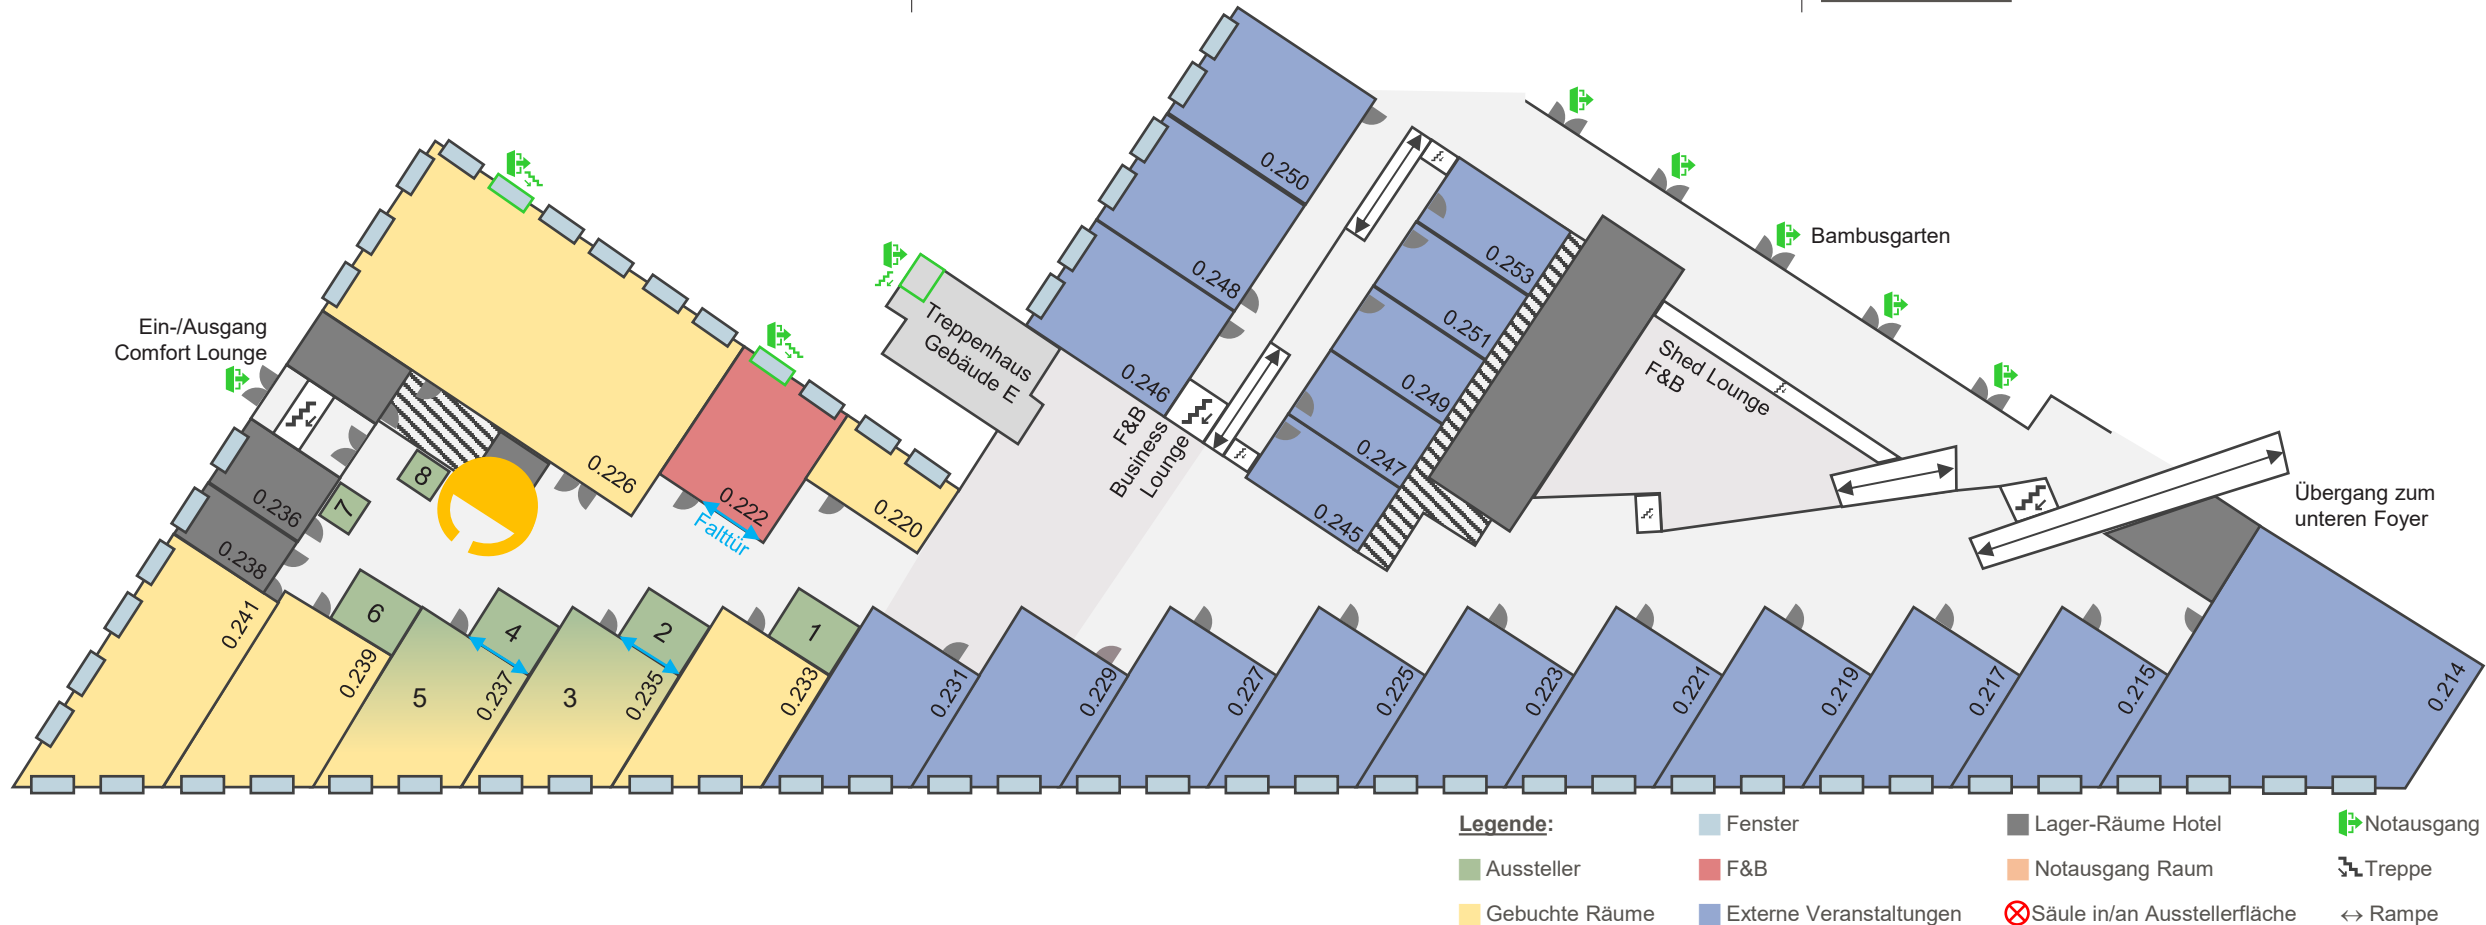 0.250
0.248
0.246
0.253
0.251
0.249
0.247
0.245
Bambusgarten
Shed Lounge
F&B
Übergang zum
unteren Foyer
Treppenhaus
Gebäude E
F&B
Business
Lounge
Ein-/Ausgang
Comfort Lounge
0.226
0.222
Falttür
0.220
0.236
0.238
8
7
6
4
2
1
5
3
0.241
0.239
0.237
0.235
0.233
0.231
0.229
0.227
0.225
0.223
0.221
0.219
0.217
0.215
0.214
Legende:
Fenster
Lager-Räume Hotel
Notausgang
Aussteller
F&B
Notausgang Raum
Treppe
Gebuchte Räume
Externe Veranstaltungen
Säule in/an Ausstellerfläche
Rampe